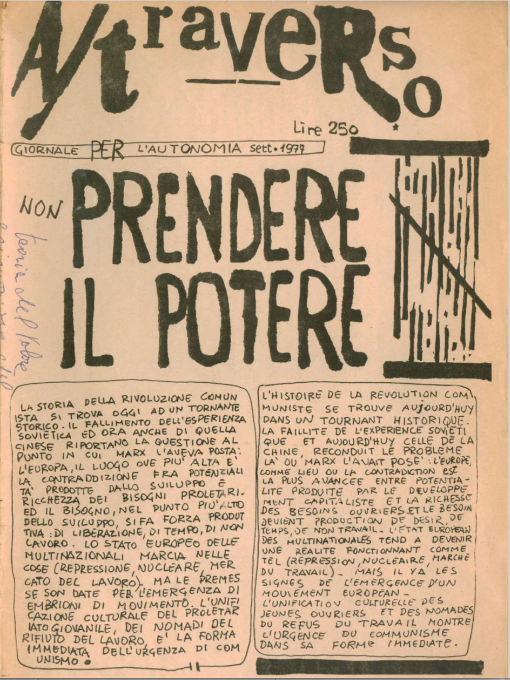 A/traverso
Lire 250
GIORNALE PER L'AUTONOMIA sett. 1977
NON PRENDERE
IL POTERE
teoria del valore
LA STORIA DELLA RIVOLUZIONE COMUN
ISTA SI TROVA OGGI AD UN TORNANTE
STORICO. IL FALLIMENTO DELL'ESPERIENZA
SOVIETICA ED ORA ANCHE DI QUELLA
CINESE RIPORTANO LA QUESTIONE AL
PUNTO IN CUI MARX L'AVEVA POSTA:
L'EUROPA, IL LUOGO OVE PIU' ALTA E'
LA CONTRADDIZIONE FRA POTENZIALI
TA' PRODOTTE DALLO SVILUPPO E
RICCHEZZA DEI BISOGNI PROLETARI.
ED IL BISOGNO, NEL PUNTO PIU' ALTO
DELLO SVILUPPO, SI FA FORZA PRODUT
TIVA: DI LIBERAZIONE, DI TEMPO, DI NON
LAVORO. LO STATO EUROPEO DELLE
MULTINAZIONALI MARCIA NELLE
COSE (REPRESSIONE, NUCLEARE, MER
CATO DEL LAVORO). MA LE PREMES
SE SON DATE PER L'EMERGENZA DI
EMBRIONI DI MOVIMENTO. L'UNIFI
CAZIONE CULTURALE DEL PROLETAR
IATO GIOVANILE, DEI NOMADI DEL
RIFIUTO DEL LAVORO, E' LA FORMA
IMMEDIATA DELL'URGENZA DI COM
UNISMO.
L'HISTOIRE DE LA REVOLUTION COM
MUNISTE SE TROUVE AUJOURD'HUY
DANS UN TOURNANT HISTORIQUE.
LA FAILLITE DE L'EXPERIENCE SOVIETI
QUE ET AUJOURD'HUY CELLE DE LA
CHINE, RECONDUIT LE PROBLEME
LA' OU MARX L'AVAIT POSE': L'EUROPE,
COMME LIEU OU LA CONTRADICTION EST
LA PLUS AVANCEE ENTRE POTENTIA-
LITE PRODUITE PAR LE DEVELOPPE
MENT CAPITALISTE ET LA RICHESSE
DES BESOINS OUVRIERS. ET LE BESOIN
DEVIENT PRODUCTION DE DESIR, DE
TEMPS, DE NON TRAVAIL. L'ETAT EUROPEEN
DES MULTINATIONALES TEND A DEVENIR
UNE REALITE FONCTIONNANT COMME
TEL (REPRESSION, NUCLEAIRE, MARCHE
DU TRAVAIL) - MAIS IL Y A LES
SIGNES DE L'EMERGENCE D'UN
MOUVEMENT EUROPEAN -
L'UNIFICATION CULTURELLE DES
JEUNES OUVRIERS ET DES NOMADES
DU REFUS DU TRAVAIL MONTRE
L'URGENCE DU COMMUNISME
DANS SA FORME IMMEDIATE.